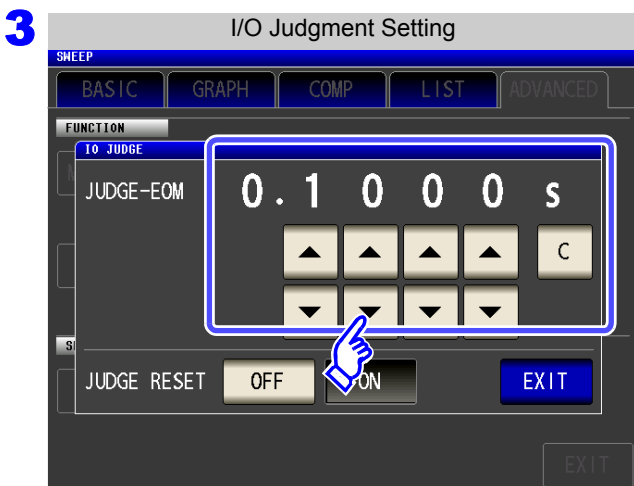 3
I/O Judgment Setting
SWEEP
BASIC GRAPH COMP LIST ADVANCED
FUNCTION
IO JUDGE
JUDGE-EOM 0.1000 s
C
JUDGE RESET OFF ON EXIT
EXIT